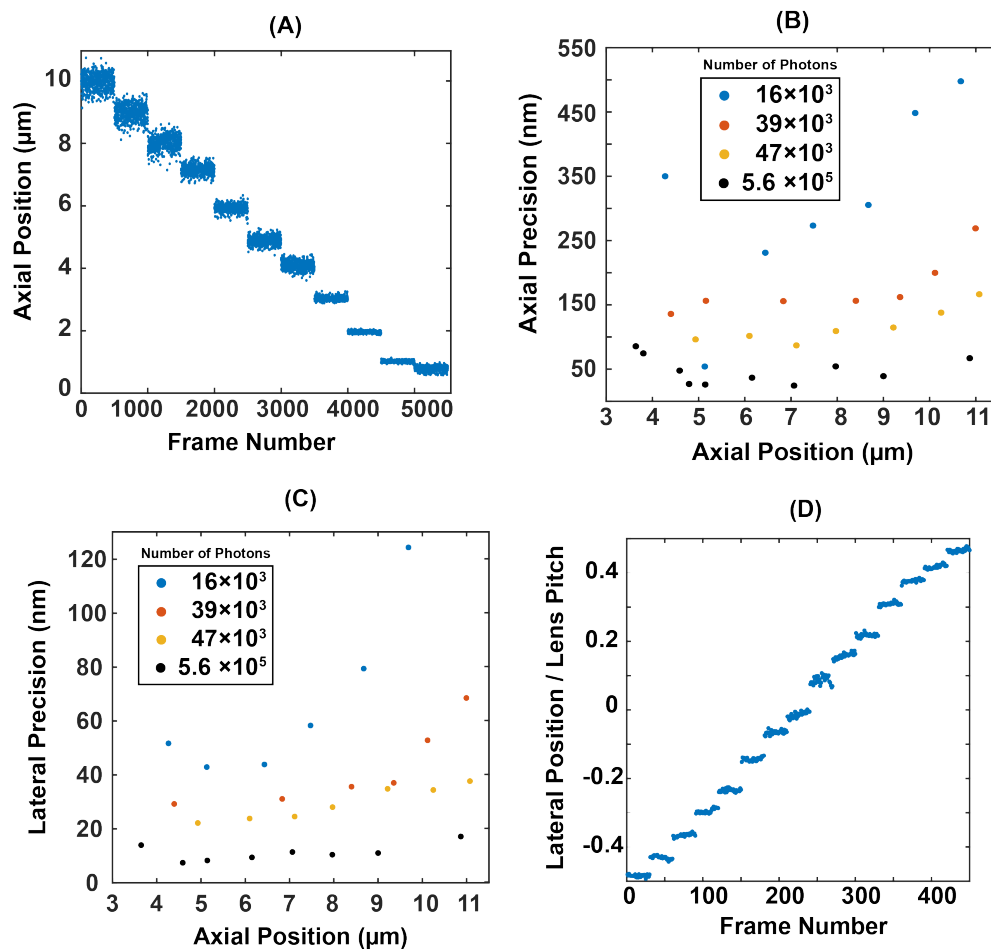 (A)
Axial Position (µm)
10
8
6
4
2
0
0 1000 2000 3000 4000 5000
Frame Number
(B)
Axial Precision (nm)
550
450
350
250
150
50
Number of Photons
16×10³
39×10³
47×10³
5.6 ×10⁵
3 4 5 6 7 8 9 10 11
Axial Position (µm)
(C)
Lateral Precision (nm)
120
100
80
60
40
20
0
Number of Photons
16×10³
39×10³
47×10³
5.6 ×10⁵
3 4 5 6 7 8 9 10 11
Axial Position (µm)
(D)
Lateral Position / Lens Pitch
0.4
0.2
0
-0.2
-0.4
0 100 200 300 400
Frame Number